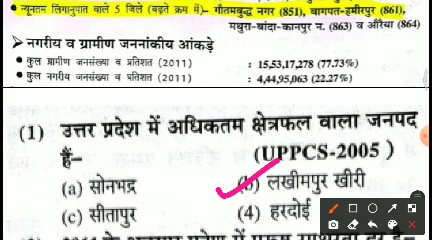 • न्यूनतम लिंगानुपात वाले 5 जिले (बढ़ते क्रम में)– गौतमबुद्ध नगर (851), बागपत-हमीरपुर (861),
मथुरा-बांदा-कानपुर न. (863) व औरैया (864)
➢ नगरीय व ग्रामीण जननांकीय आंकड़े
• कुल ग्रामीण जनसंख्या व प्रतिशत (2011) : 15,53,17,278 (77.73%)
• कुल नगरीय जनसंख्या व प्रतिशत (2011) : 4,44,95,063 (22.27%)
(1) उत्तर प्रदेश में अधिकतम क्षेत्रफल वाला जनपद
हैं– (UPPCS-2005 )
(a) सोनभद्र (b) लखीमपुर खीरी
(c) सीतापुर (4) हरदोई